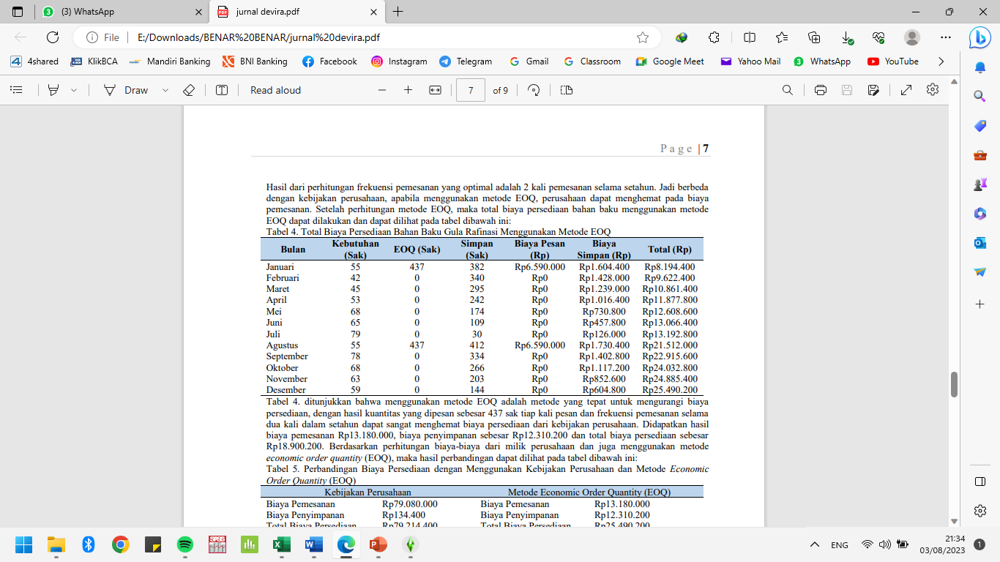 (3) WhatsApp
jurnal devira.pdf
File
E:/Downloads/BENAR%20BENAR/jurnal%20devira.pdf
4shared KlikBCA Mandiri Banking BNI Banking Facebook Instagram Telegram Gmail Classroom Google Meet Yahoo Mail WhatsApp YouTube
Draw Read aloud 7 of 9
Page | 7
Hasil dari perhitungan frekuensi pemesanan yang optimal adalah 2 kali pemesanan selama setahun. Jadi berbeda
dengan kebijakan perusahaan, apabila menggunakan metode EOQ, perusahaan dapat menghemat pada biaya
pemesanan. Setelah perhitungan metode EOQ, maka total biaya persediaan bahan baku menggunakan metode
EOQ dapat dilakukan dan dapat dilihat pada tabel dibawah ini:
Tabel 4. Total Biaya Persediaan Bahan Baku Gula Rafinasi Menggunakan Metode EOQ
Bulan Kebutuhan (Sak) EOQ (Sak) Simpan (Sak) Biaya Pesan (Rp) Biaya Simpan (Rp) Total (Rp)
Januari 55 437 382 Rp6.590.000 Rp1.604.400 Rp8.194.400
Februari 42 0 340 Rp0 Rp1.428.000 Rp9.622.400
Maret 45 0 295 Rp0 Rp1.239.000 Rp10.861.400
April 53 0 242 Rp0 Rp1.016.400 Rp11.877.800
Mei 68 0 174 Rp0 Rp730.800 Rp12.608.600
Juni 65 0 109 Rp0 Rp457.800 Rp13.066.400
Juli 79 0 30 Rp0 Rp126.000 Rp13.192.800
Agustus 55 437 412 Rp6.590.000 Rp1.730.400 Rp21.512.000
September 78 0 334 Rp0 Rp1.402.800 Rp22.915.600
Oktober 68 0 266 Rp0 Rp1.117.200 Rp24.032.800
November 63 0 203 Rp0 Rp852.600 Rp24.885.400
Desember 59 0 144 Rp0 Rp604.800 Rp25.490.200
Tabel 4. ditunjukkan bahwa menggunakan metode EOQ adalah metode yang tepat untuk mengurangi biaya
persediaan, dengan hasil kuantitas yang dipesan sebesar 437 sak tiap kali pesan dan frekuensi pemesanan selama
dua kali dalam setahun dapat sangat menghemat biaya persediaan dari kebijakan perusahaan. Didapatkan hasil
biaya pemesanan Rp13.180.000, biaya penyimpanan sebesar Rp12.310.200 dan total biaya persediaan sebesar
Rp18.900.200. Berdasarkan perhitungan biaya-biaya dari milik perusahaan dan juga menggunakan metode
economic order quantity (EOQ), maka hasil perbandingan dapat dilihat pada tabel dibawah ini:
Tabel 5. Perbandingan Biaya Persediaan dengan Menggunakan Kebijakan Perusahaan dan Metode Economic
Order Quantity (EOQ)
Kebijakan Perusahaan Metode Economic Order Quantity (EOQ)
Biaya Pemesanan Rp79.080.000 Biaya Pemesanan Rp13.180.000
Biaya Penyimpanan Rp134.400 Biaya Penyimpanan Rp12.310.200
Total Biaya Persediaan Rp79.214.400 Total Biaya Persediaan Rp25.490.200
SPSS
ENG
21:34
03/08/2023
1